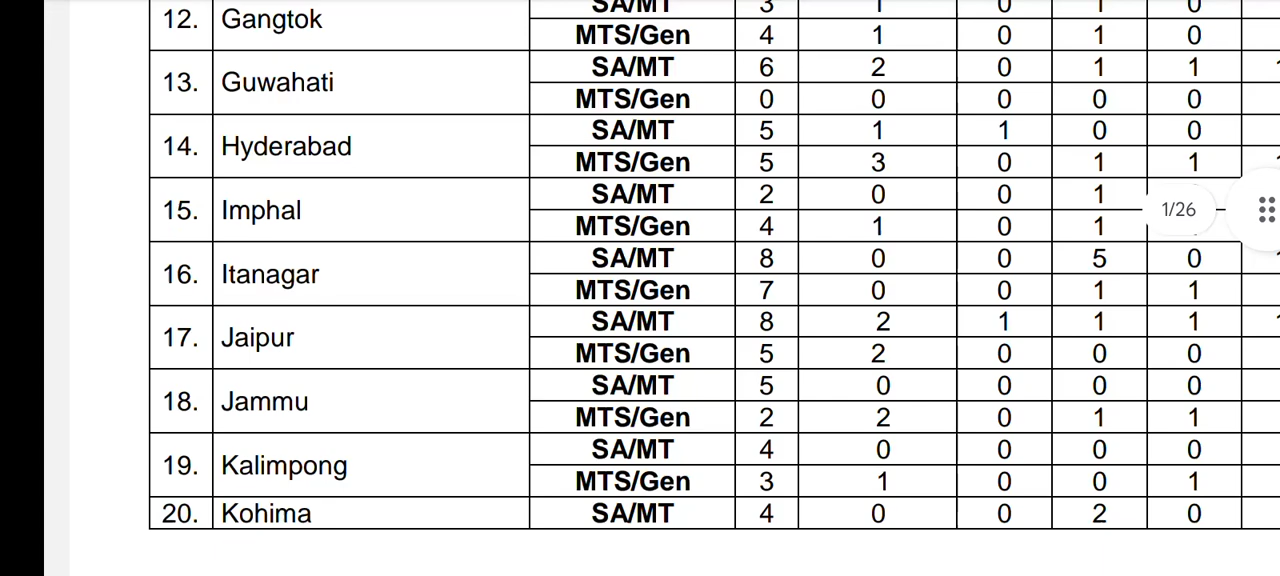 12. Gangtok SA/MT 3 1 0 1 0
MTS/Gen 4 1 0 1 0
13. Guwahati SA/MT 6 2 0 1 1
MTS/Gen 0 0 0 0 0
14. Hyderabad SA/MT 5 1 1 0 0
MTS/Gen 5 3 0 1 1
15. Imphal SA/MT 2 0 0 1
1/26
MTS/Gen 4 1 0 1
16. Itanagar SA/MT 8 0 0 5 0
MTS/Gen 7 0 0 1 1
17. Jaipur SA/MT 8 2 1 1 1
MTS/Gen 5 2 0 0 0
18. Jammu SA/MT 5 0 0 0 0
MTS/Gen 2 2 0 1 1
19. Kalimpong SA/MT 4 0 0 0 0
MTS/Gen 3 1 0 0 1
20. Kohima SA/MT 4 0 0 2 0